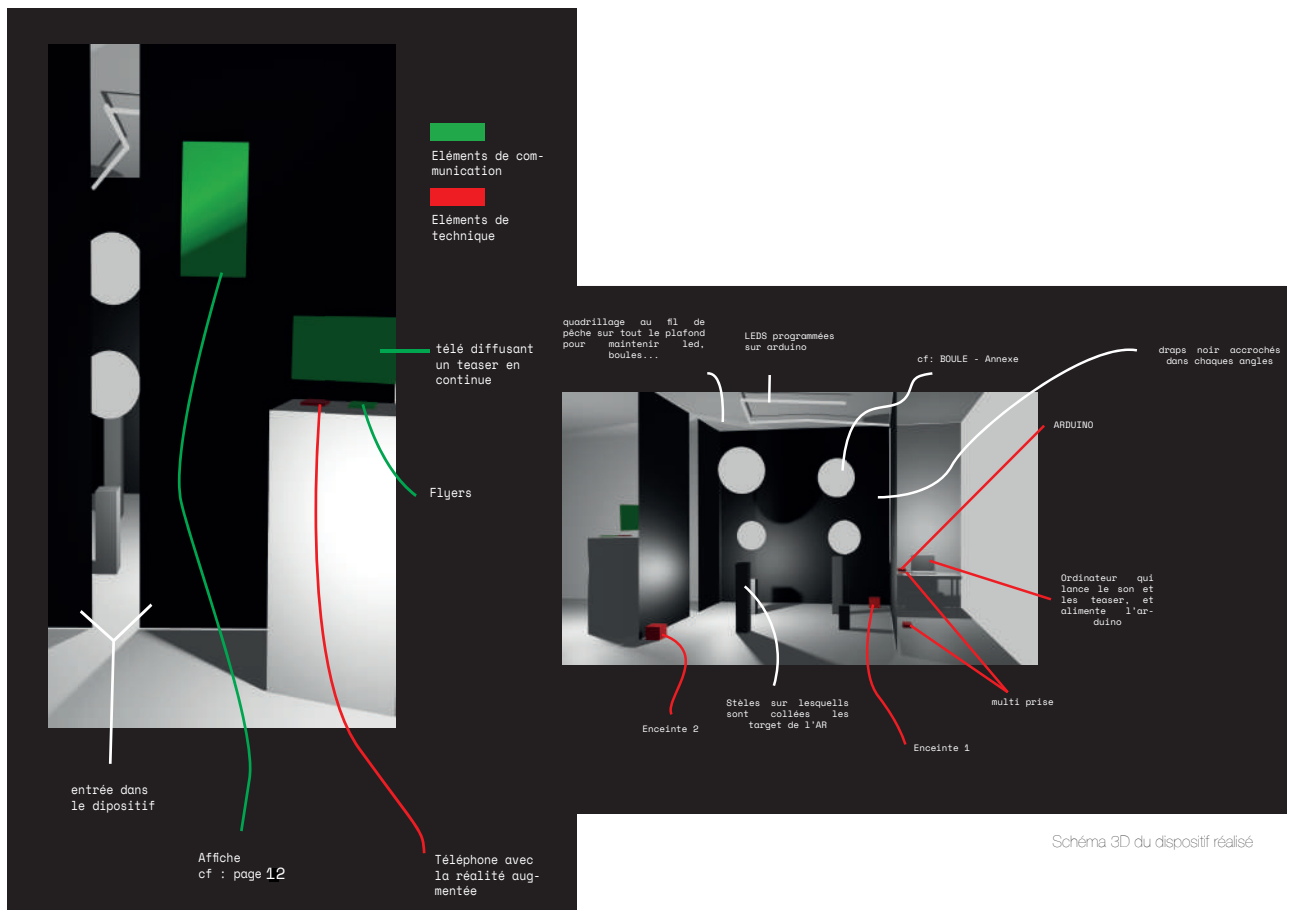 Eléments de com-
munication
Eléments de
technique
télé diffusant
un teaser en
continue
Flyers
entrée dans
le dipositif
Affiche
cf : page 12
Téléphone avec
la réalité aug-
mentée
quadrillage au fil de
pêche sur tout le plafond
pour maintenir led,
boules...
LEDS programmées
sur arduino
cf: BOULE - Annexe
draps noir accrochés
dans chaques angles
ARDUINO
Ordinateur qui
lance le son et
les teaser, et
alimente l'ar-
duino
multi prise
Stèles sur lesquells
sont collées les
target de l'AR
Enceinte 2
Enceinte 1
Schéma 3D du dispositif réalisé